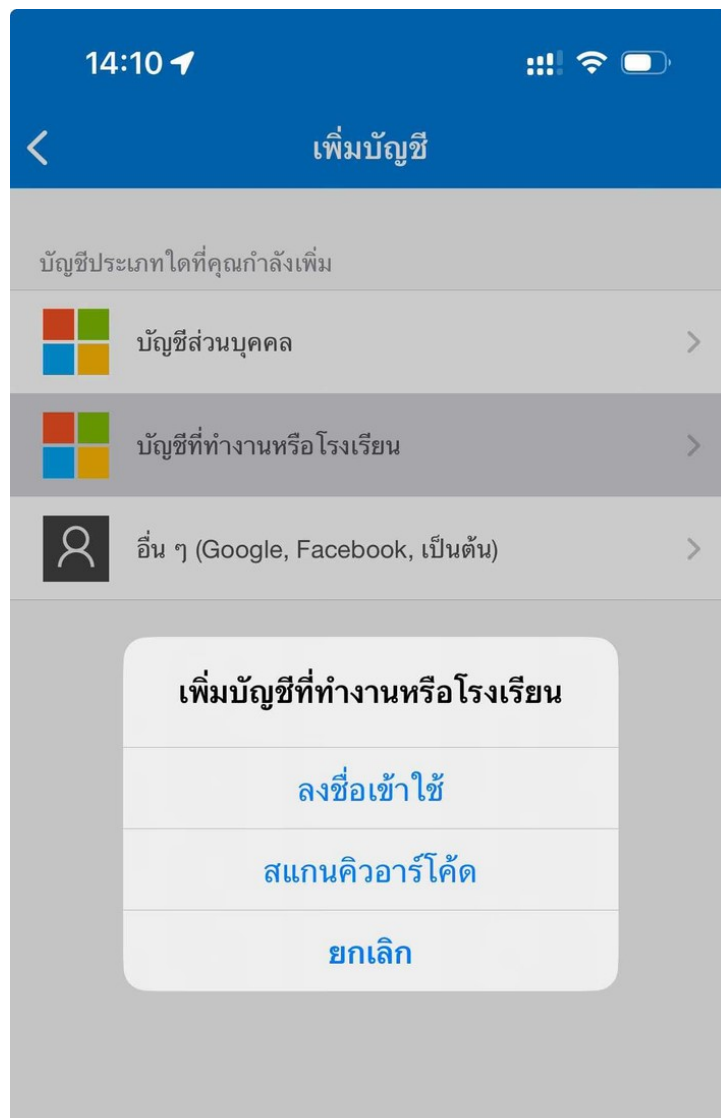 14:10
เพิ่มบัญชี
บัญชีประเภทใดที่คุณกำลังเพิ่ม
บัญชีส่วนบุคคล
บัญชีที่ทำงานหรือโรงเรียน
อื่น ๆ (Google, Facebook, เป็นต้น)
เพิ่มบัญชีที่ทำงานหรือโรงเรียน
ลงชื่อเข้าใช้
สแกนคิวอาร์โค้ด
ยกเลิก